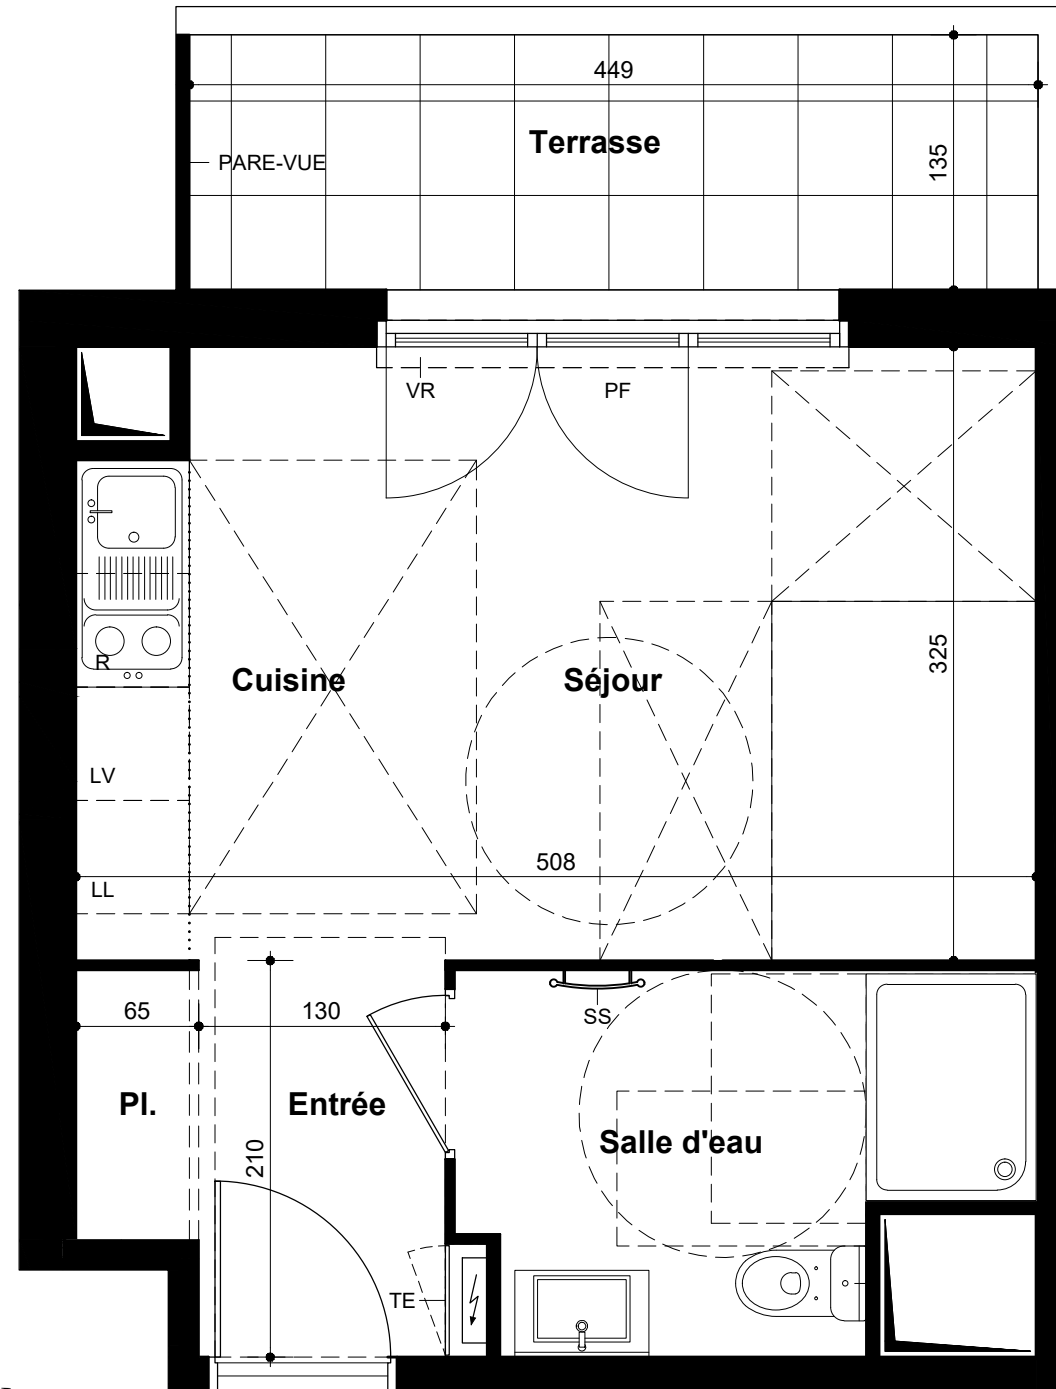 449
Terrasse
135
PARE-VUE
VR
PF
R
Cuisine
Séjour
325
LV
508
LL
65
130
SS
Pl.
Entrée
210
Salle d'eau
TE